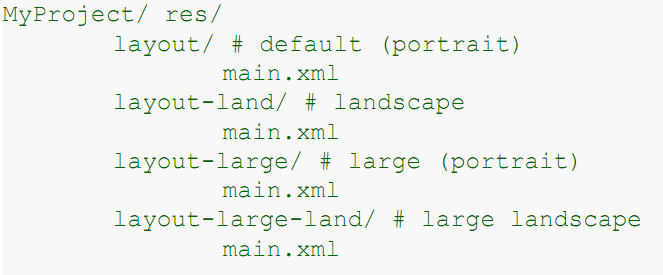 MyProject/ res/
layout/ # default (portrait)
main.xml
layout-land/ # landscape
main.xml
layout-large/ # large (portrait)
main.xml
layout-large-land/ # large landscape
main.xml